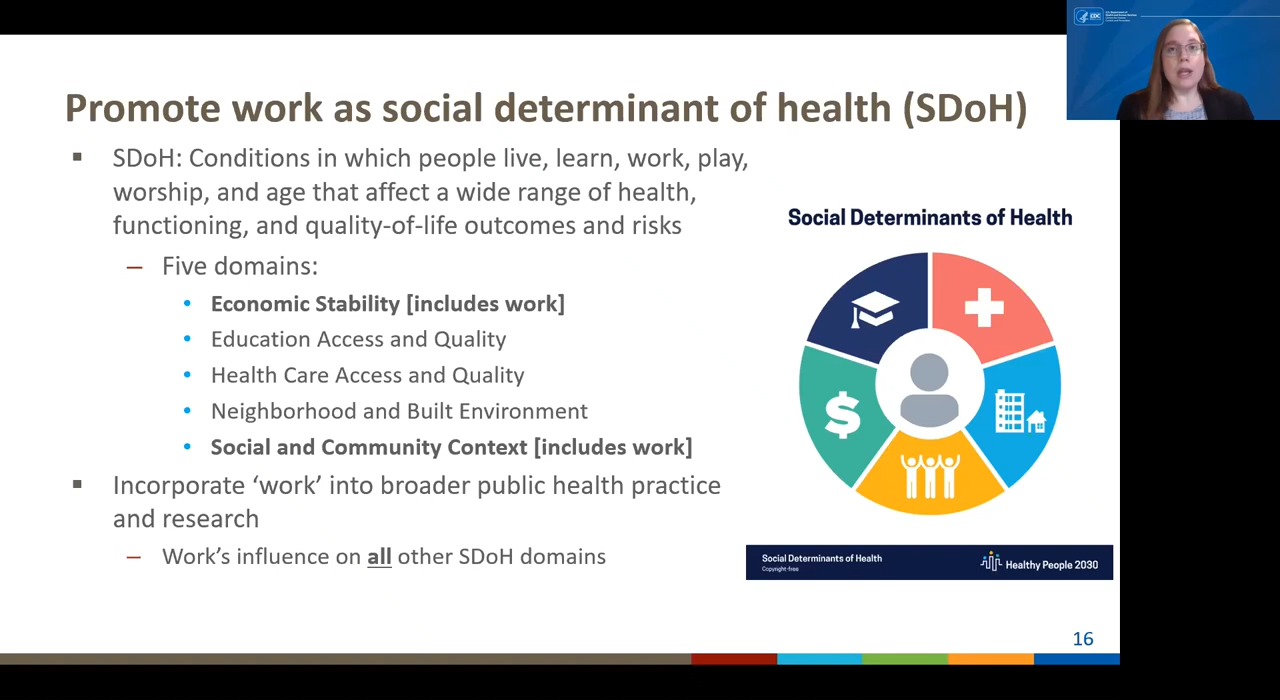 Promote work as social determinant of health (SDoH)
▪ SDoH: Conditions in which people live, learn, work, play,
worship, and age that affect a wide range of health,
functioning, and quality-of-life outcomes and risks
– Five domains:
• Economic Stability [includes work]
• Education Access and Quality
• Health Care Access and Quality
• Neighborhood and Built Environment
• Social and Community Context [includes work]
▪ Incorporate ‘work’ into broader public health practice
and research
– Work’s influence on all other SDoH domains
Social Determinants of Health
$
Social Determinants of Health
Copyright-free
Healthy People 2030
16
CDC